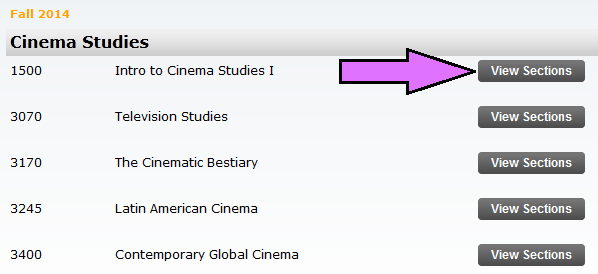 Fall 2014
Cinema Studies
1500 Intro to Cinema Studies I View Sections
3070 Television Studies View Sections
3170 The Cinematic Bestiary View Sections
3245 Latin American Cinema View Sections
3400 Contemporary Global Cinema View Sections